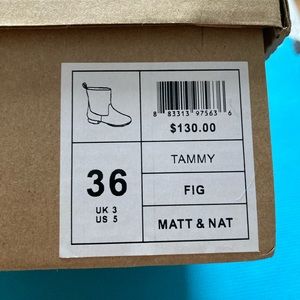 8 83313 97563 6
$130.00
TAMMY
36
UK 3
US 5
FIG
MATT & NAT